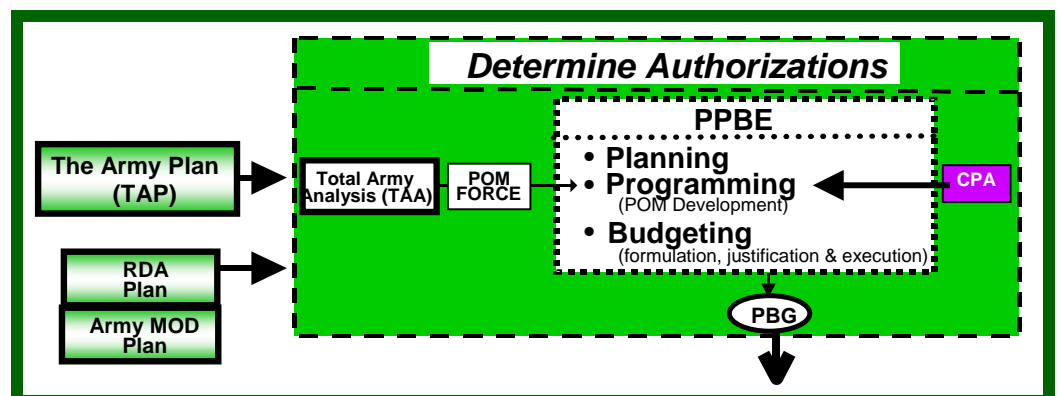 Determine Authorizations
PPBE
The Army Plan
(TAP)
Total Army
Analysis (TAA)
POM
FORCE
• Planning
• Programming
(POM Development)
• Budgeting
(formulation, justification & execution)
CPA
RDA
Plan
Army MOD
Plan
PBG